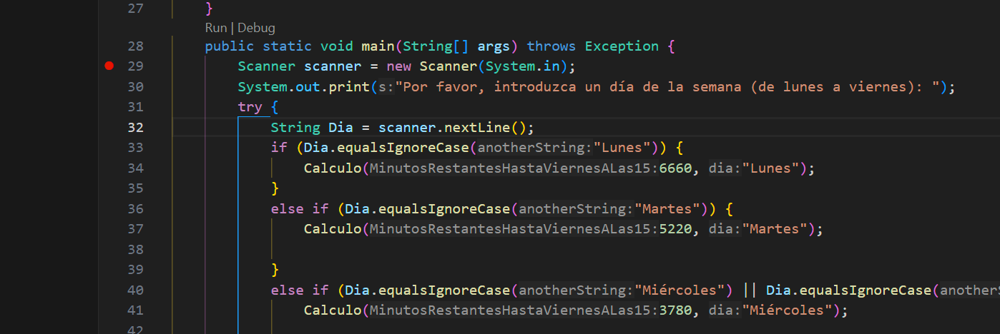 27 }
Run | Debug
28 public static void main(String[] args) throws Exception {
29 Scanner scanner = new Scanner(System.in);
30 System.out.print(s:"Por favor, introduzca un día de la semana (de lunes a viernes): ");
31 try {
32 String Dia = scanner.nextLine();
33 if (Dia.equalsIgnoreCase(anotherString:"Lunes")) {
34 Calculo(MinutosRestantesHastaViernesALas15:6660, dia:"Lunes");
35 }
36 else if (Dia.equalsIgnoreCase(anotherString:"Martes")) {
37 Calculo(MinutosRestantesHastaViernesALas15:5220, dia:"Martes");
38
39 }
40 else if (Dia.equalsIgnoreCase(anotherString:"Miércoles") || Dia.equalsIgnoreCase(
41 Calculo(MinutosRestantesHastaViernesALas15:3780, dia:"Miércoles");
42